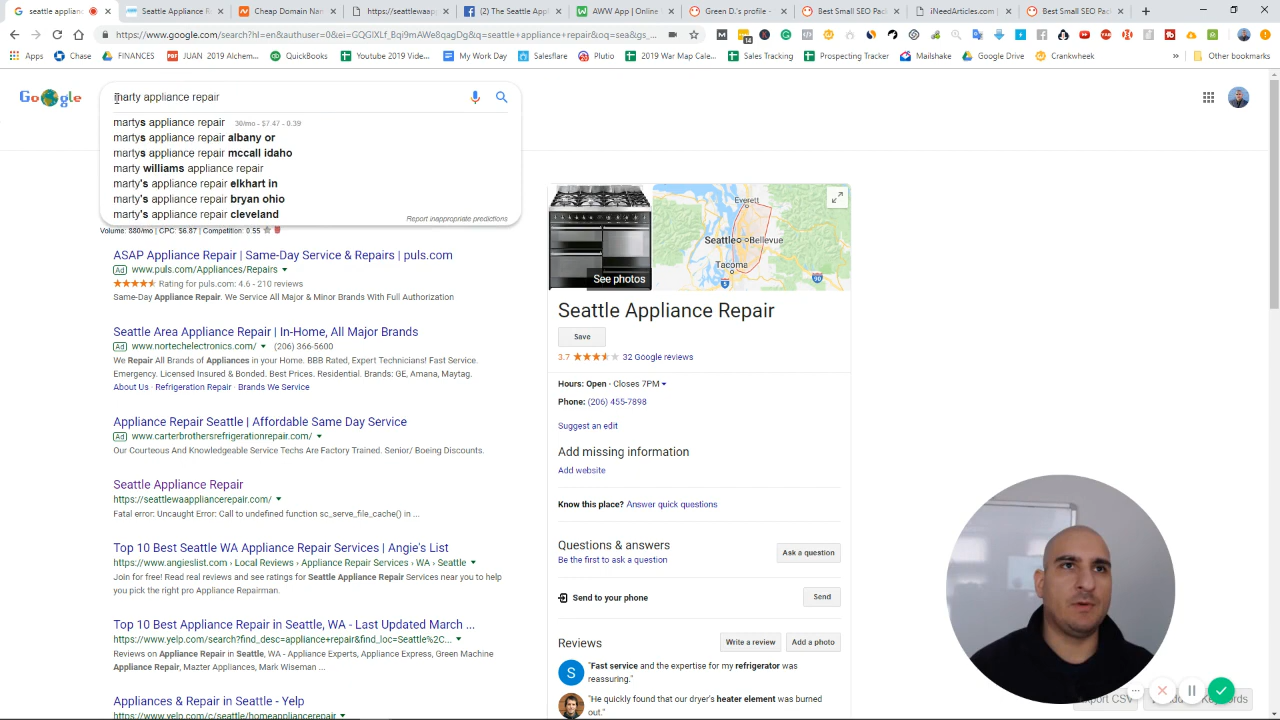 seattle appliance re
Seattle Appliance R
Cheap Domain Nam
https://seattlewaap
(2) The Seattle App
AWW App | Online
Green D.'s profile -
Best Small SEO Pac
iNeedArticles.com |
Best Small SEO Pac
https://www.google.com/search?hl=en&authuser=0&ei=
&q=seattle+appliance+repair&oq=sea&gs_...
14
Apps
Chase
FINANCES
JUAN 2019 Alchem...
QuickBooks
Youtube 2019 Vide...
My Work Day
Salesflare
Plutio
2019 War Map Cale...
Sales Tracking
Prospecting Tracker
Mailshake
Google Drive
Crankwheek
»
Other bookmarks
Google
marty appliance repair
martys appliance repair 30/mo - $7.47 - 0.39
martys appliance repair albany or
martys appliance repair mccall idaho
marty williams appliance repair
marty's appliance repair elkhart in
marty's appliance repair bryan ohio
marty's appliance repair cleveland
Report inappropriate predictions
Volume: 880/mo | CPC: $6.87 | Competition: 0.55
ASAP Appliance Repair | Same-Day Service & Repairs | puls.com
Ad www.puls.com/Appliances/Repairs
Rating for puls.com: 4.6 - 210 reviews
Same-Day Appliance Repair. We Service All Major & Minor Brands With Full Authorization
Seattle Area Appliance Repair | In-Home, All Major Brands
Ad www.nortechelectronics.com/ (206) 366-5600
We Repair All Brands of Appliances in your Home. BBB Rated, Expert Technicians! Fast Service.
Emergency. Licensed Insured & Bonded. Best Prices. Residential. Brands: GE, Amana, Maytag.
About Us · Refrigeration Repair · Brands We Service
Appliance Repair Seattle | Affordable Same Day Service
Ad www.carterbrothersrefrigerationrepair.com/
Our Courteous And Knowledgeable Service Techs Are Factory Trained. Senior/ Boeing Discounts.
Seattle Appliance Repair
https://seattlewaappliancerepair.com/
Fatal error: Uncaught Error: Call to undefined function sc_serve_file_cache() in ...
Top 10 Best Seattle WA Appliance Repair Services | Angie's List
https://www.angieslist.com › Local Reviews › Appliance Repair Services › WA › Seattle
Join for free! Read real reviews and see ratings for Seattle Appliance Repair Services near you to help
you pick the right pro Appliance Repairman.
Top 10 Best Appliance Repair in Seattle, WA - Last Updated March ...
https://www.yelp.com/search?find_desc=appliance+repair&find_loc=Seattle%2C...
Reviews on Appliance Repair in Seattle, WA - Appliance Experts, Appliance Express, Green Machine
Appliance Repair, Mazter Appliances, Mark Wiseman ...
Appliances & Repair in Seattle - Yelp
https://www.yelp.com/c/seattle/homeappliancerepair
See photos
Everett
Seattle
Bellevue
Tacoma
5
90
Seattle Appliance Repair
Save
3.7 32 Google reviews
Hours: Open · Closes 7PM
Phone: (206) 455-7898
Suggest an edit
Add missing information
Add website
Know this place? Answer quick questions
Questions & answers
Be the first to ask a question
Ask a question
Send to your phone
Send
Reviews
Write a review
Add a photo
S
"Fast service and the expertise for my refrigerator was
reassuring."
"He quickly found that our dryer's heater element was burned
out."